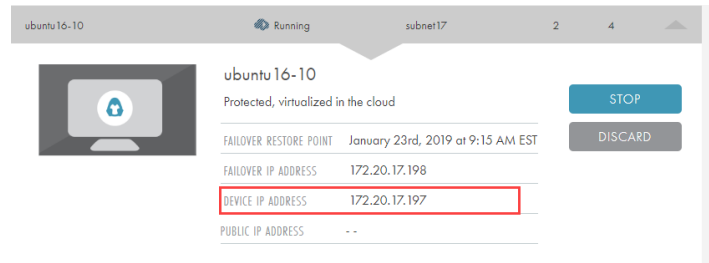 ubuntu16-10 Running subnet17 2 4
ubuntu16-10
Protected, virtualized in the cloud
STOP
DISCARD
FAILOVER RESTORE POINT January 23rd, 2019 at 9:15 AM EST
FAILOVER IP ADDRESS 172.20.17.198
DEVICE IP ADDRESS 172.20.17.197
PUBLIC IP ADDRESS - -